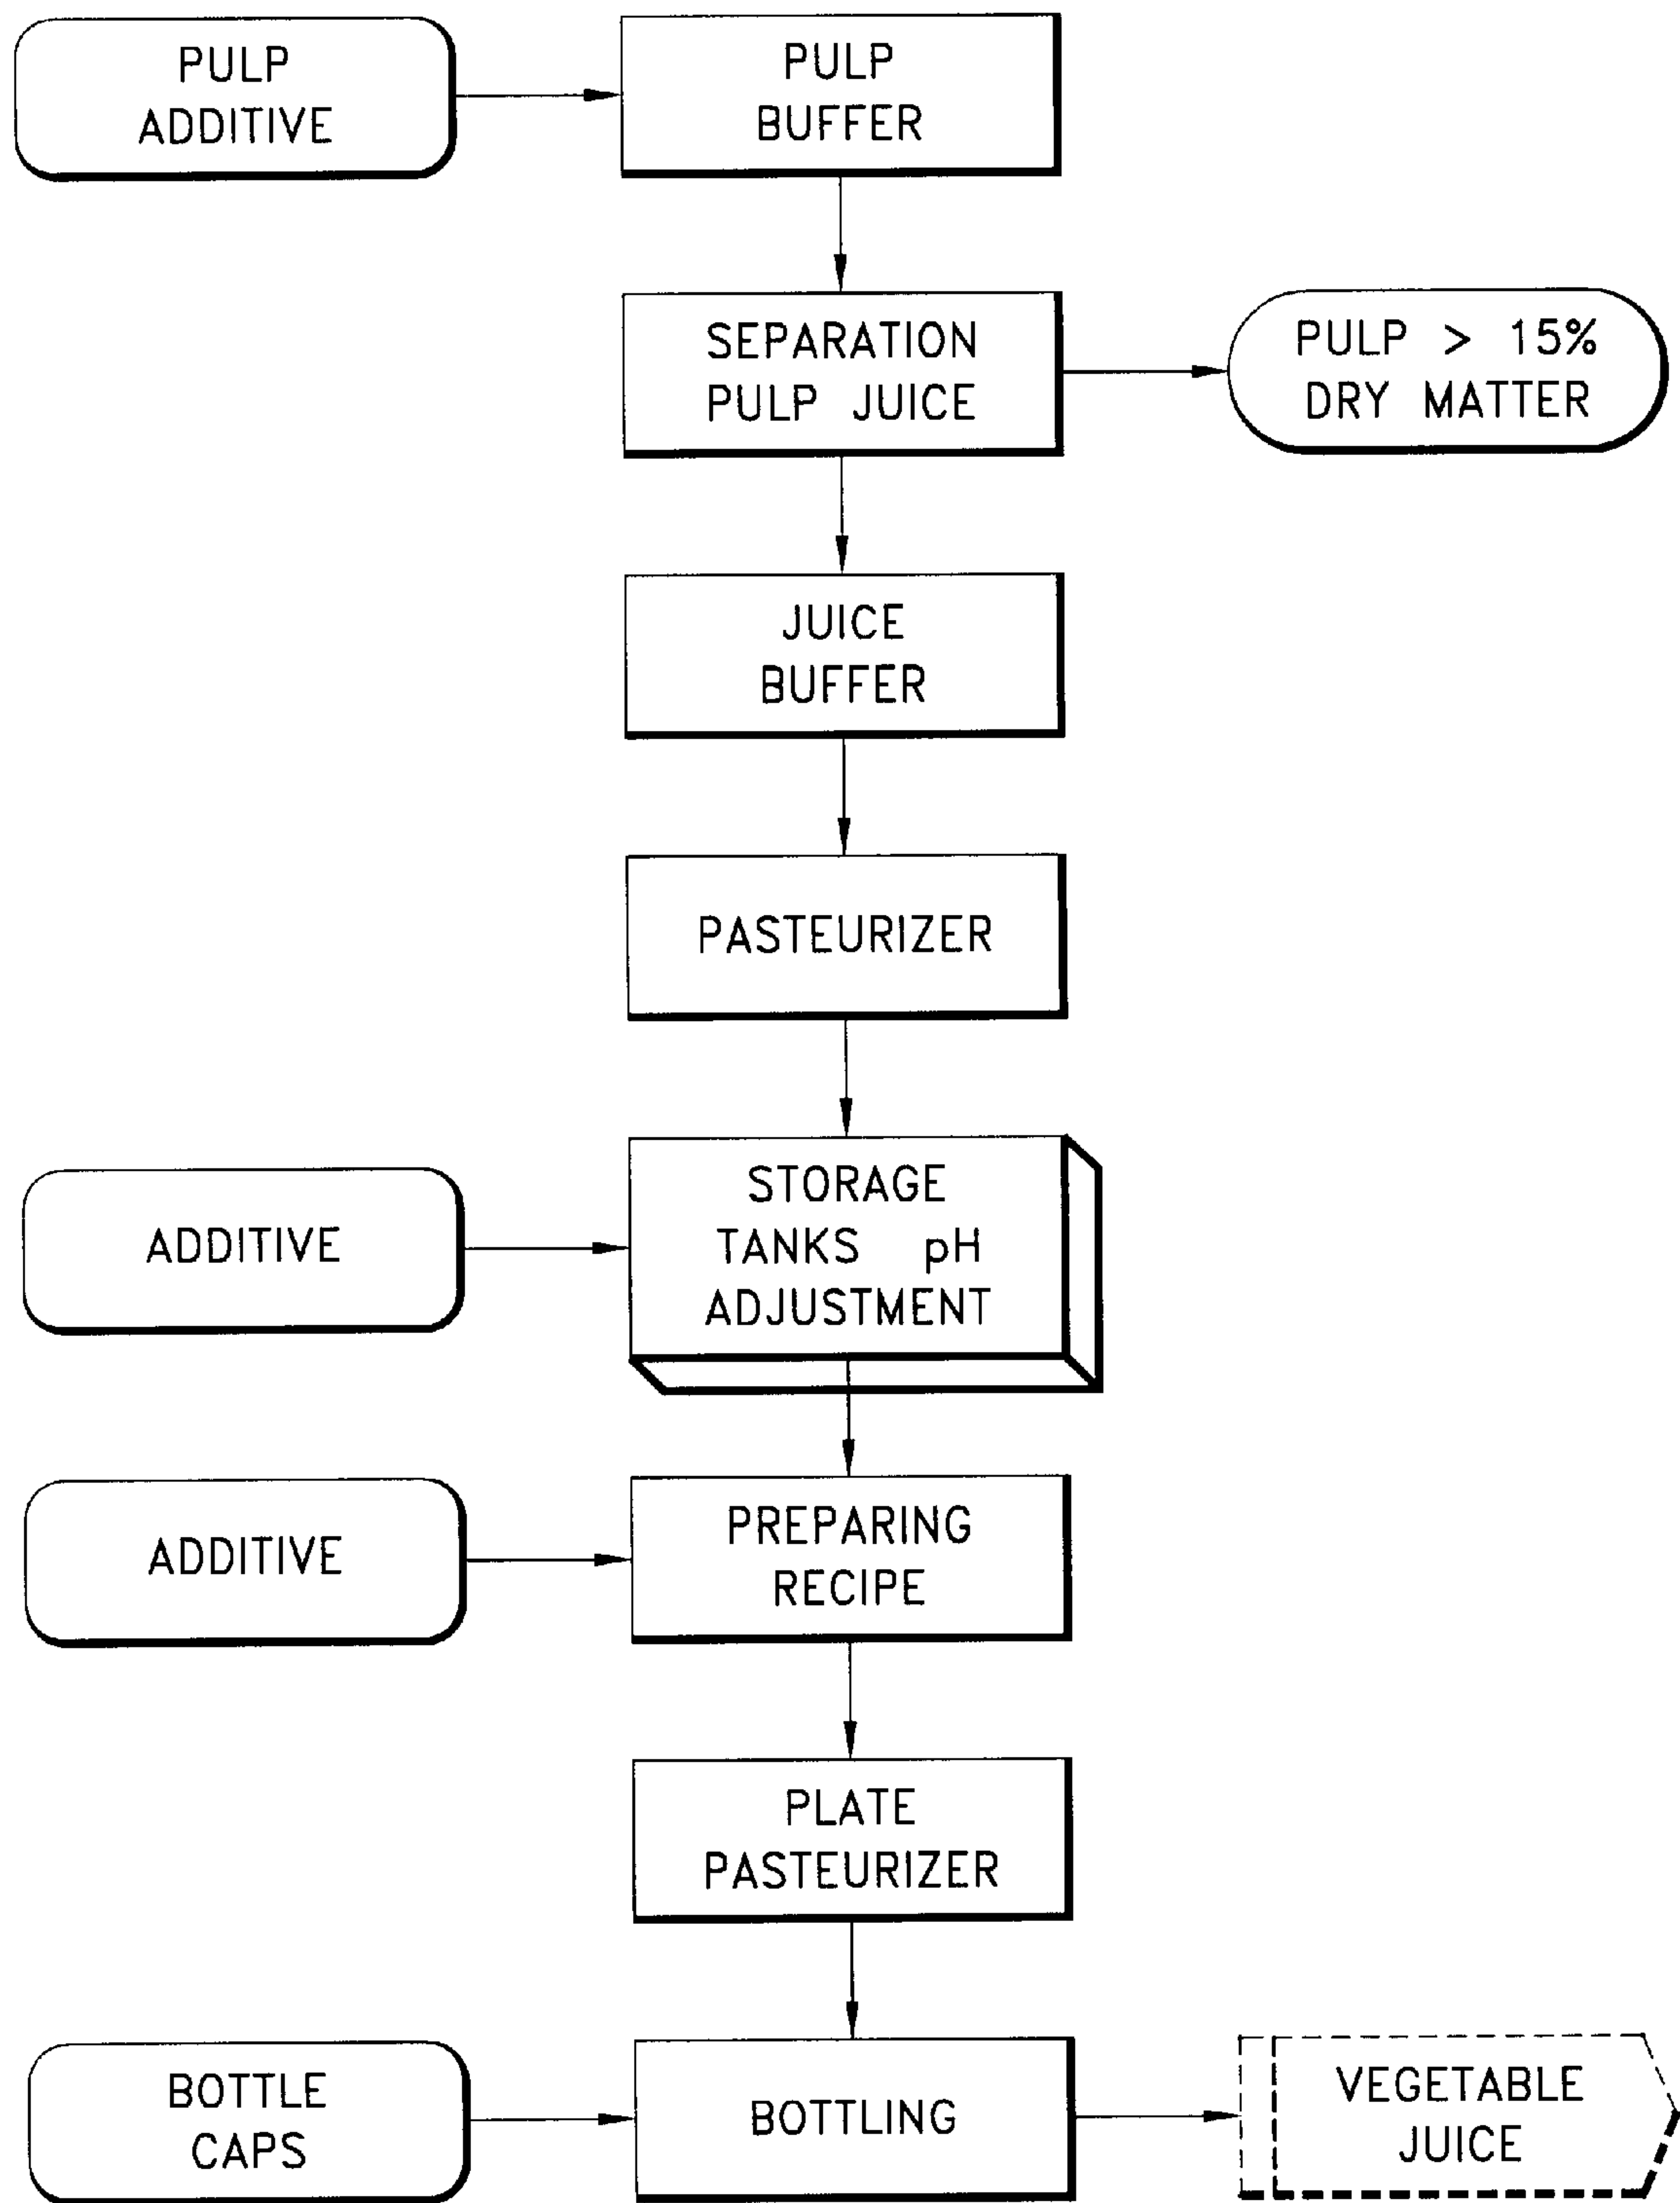 PULP
ADDITIVE
PULP
BUFFER
SEPARATION
PULP JUICE
PULP > 15%
DRY MATTER
JUICE
BUFFER
PASTEURIZER
ADDITIVE
STORAGE
TANKS pH
ADJUSTMENT
ADDITIVE
PREPARING
RECIPE
PLATE
PASTEURIZER
BOTTLE
CAPS
BOTTLING
VEGETABLE
JUICE